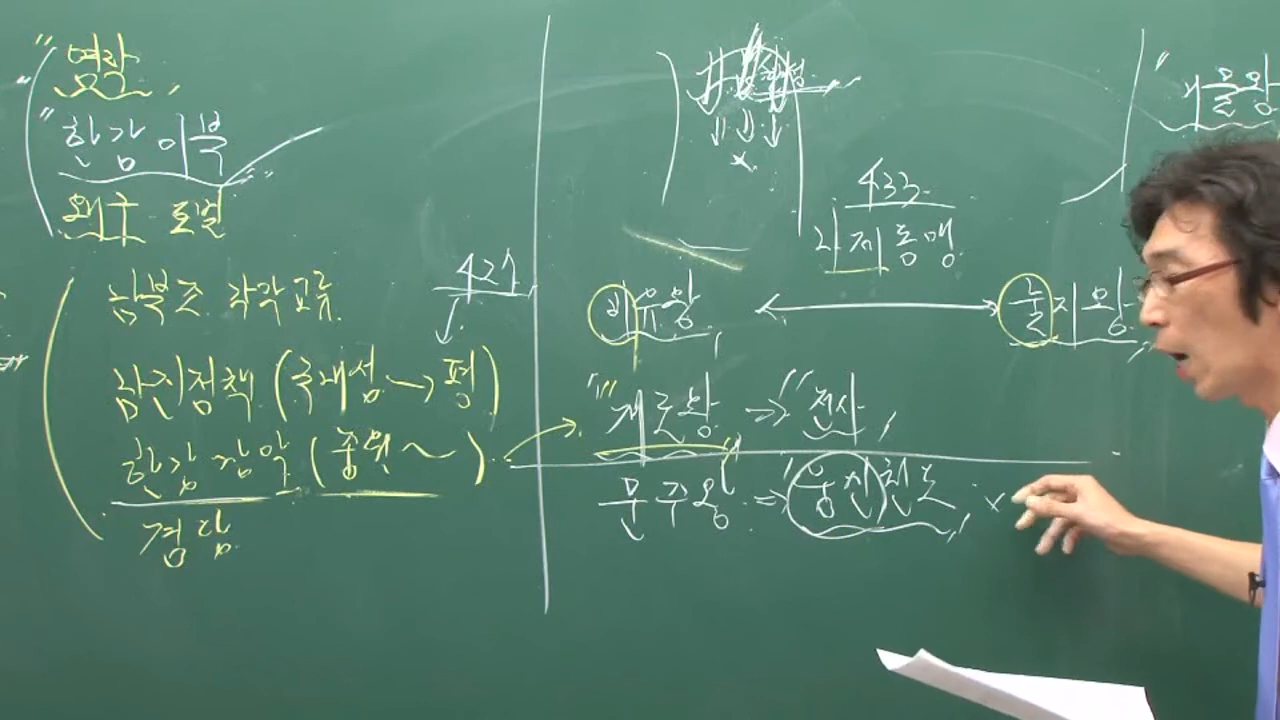 "영락"
"한강 이북"
왜구 토벌
남북조 각각 교류
남진정책 (국내성 → 평)
한강 장악 (중원~)
경당
427
433
나제동맹
비유왕 ↔ 눌지왕
"개로왕 ⇒ "전사"
문주왕 ⇒ "웅진천도" ×
내물왕